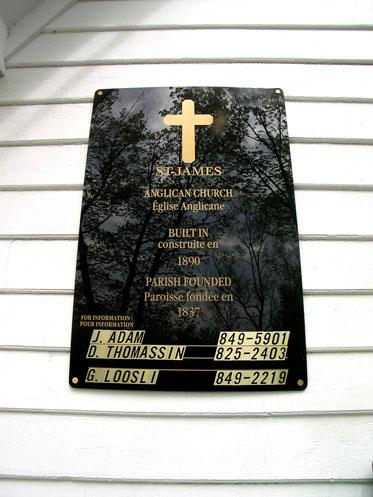 ST-JAMES
ANGLICAN CHURCH
Église Anglicane
BUILT IN
construite en
1890
PARISH FOUNDED
Paroisse fondée en
1837
FOR INFORMATION :
POUR INFORMATION
J. ADAM 849-5901
D. THOMASSIN 825-2403
G. LOOSLI 849-2219